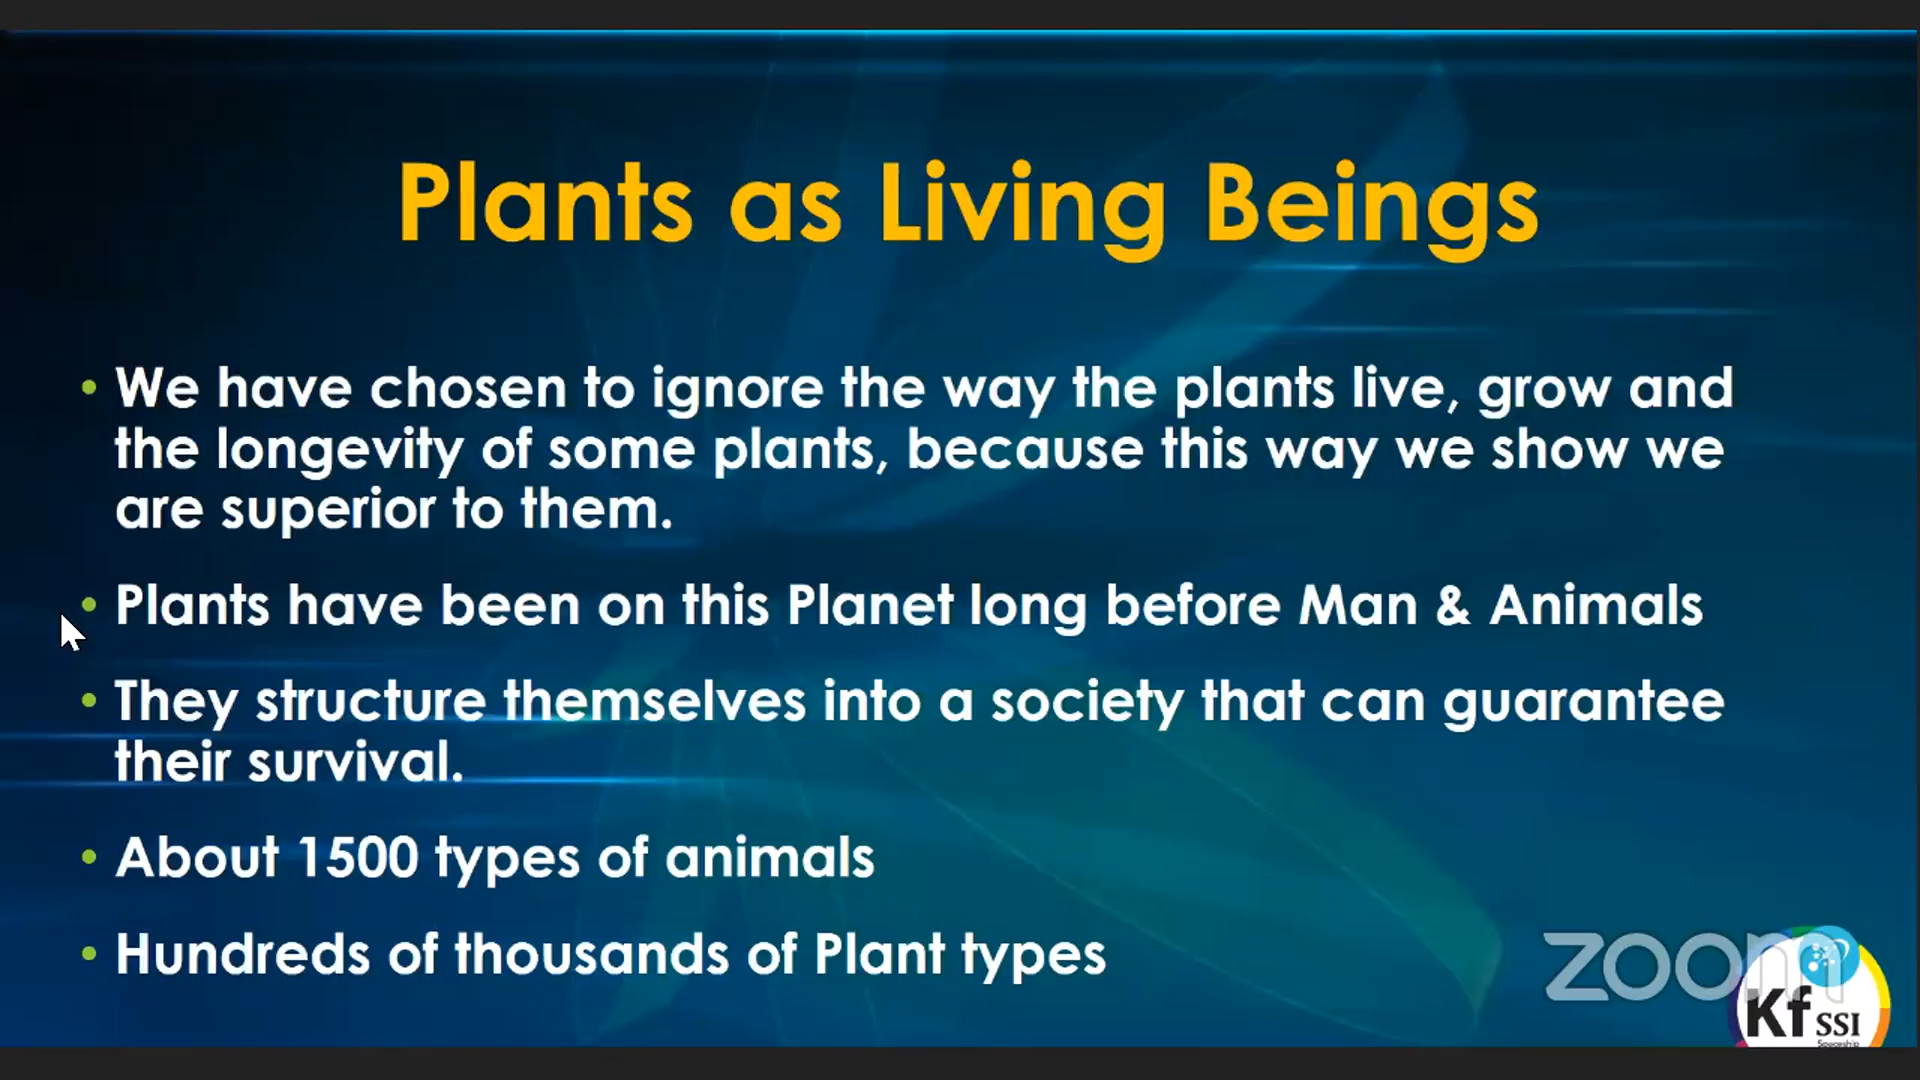 Plants as Living Beings
• We have chosen to ignore the way the plants live, grow and
the longevity of some plants, because this way we show we
are superior to them.
• Plants have been on this Planet long before Man & Animals
• They structure themselves into a society that can guarantee
their survival.
• About 1500 types of animals
• Hundreds of thousands of Plant types
zoom
Kf SSI
Spaceship